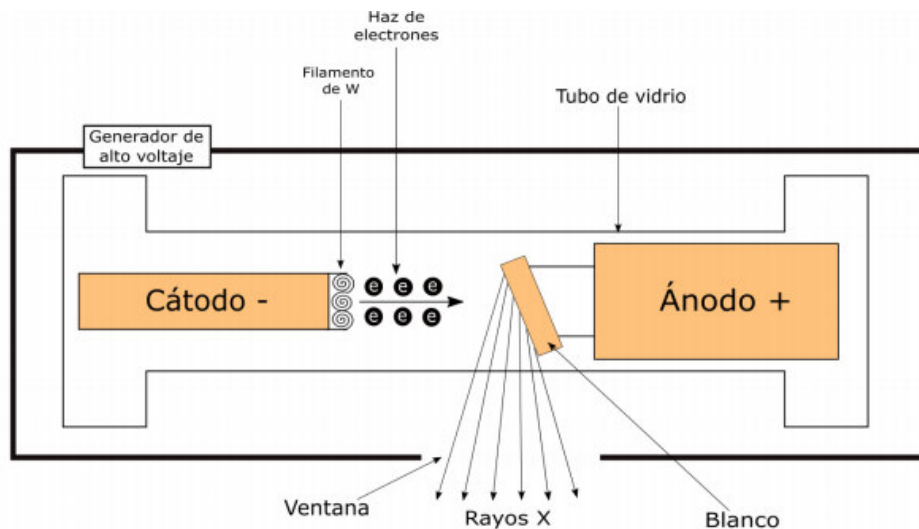 Haz de
electrones
Filamento
de W
Tubo de vidrio
Generador de
alto voltaje
Cátodo -
e e e
e e e
Ánodo +
Ventana
Rayos X
Blanco